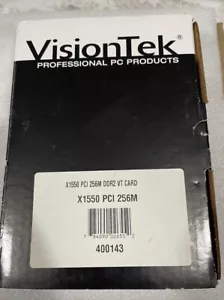 VisionTek®
PROFESSIONAL PC PRODUCTS
X1550 PCI 256M DDR2 VT CARD
X1550 PCI 256M
400143